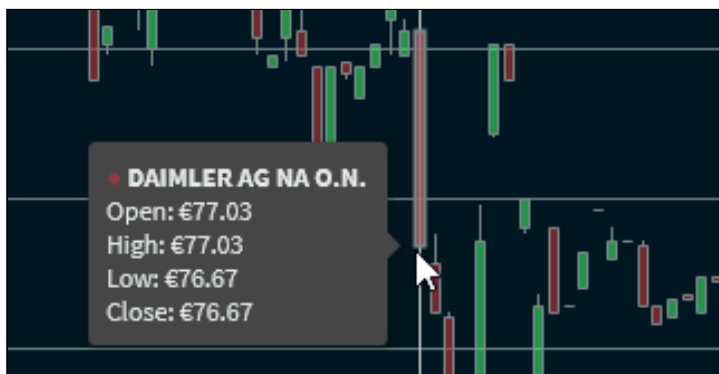 DAIMLER AG NA O.N.
Open: €77.03
High: €77.03
Low: €76.67
Close: €76.67